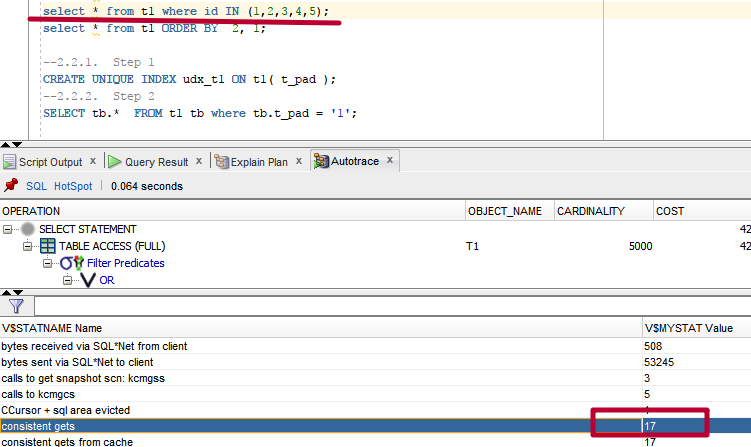 select * from t1 where id IN (1,2,3,4,5);
select * from t1 ORDER BY 2, 1;
--2.2.1. Step 1
CREATE UNIQUE INDEX udx_t1 ON t1( t_pad );
--2.2.2. Step 2
SELECT tb.* FROM t1 tb where tb.t_pad = '1';
Script Output x Query Result x Explain Plan x Autotrace x
SQL HotSpot 0.064 seconds
OPERATION OBJECT_NAME CARDINALITY COST
SELECT STATEMENT 42
TABLE ACCESS (FULL) T1 5000 42
Filter Predicates
OR
V$STATNAME Name V$MYSTAT Value
bytes received via SQL*Net from client 508
bytes sent via SQL*Net to client 53245
calls to get snapshot scn: kcmgss 3
calls to kcmgcs 5
CCursor + sql area evicted
consistent gets 17
consistent gets from cache 17